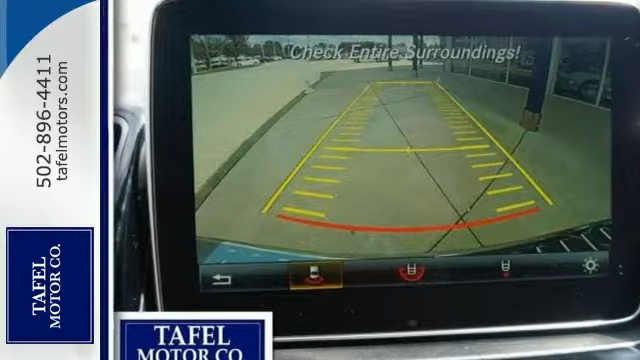 Check Entire Surroundings!
502-896-4411
tafelmotors.com
TAFEL
MOTOR CO.
TAFEL
MOTOR CO.